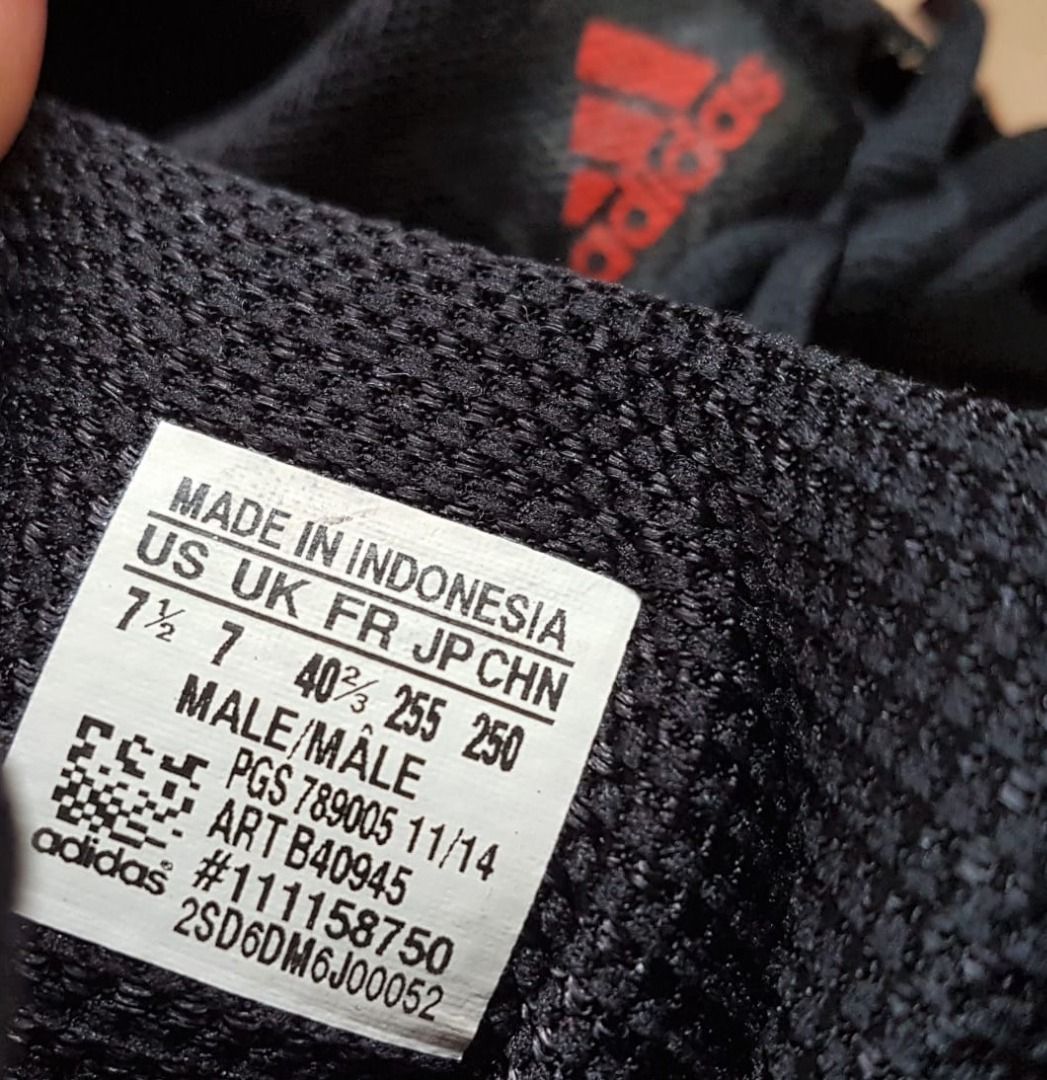 adidas
MADE IN INDONESIA
US UK FR JP CHN
7½ 7 40⅔ 255 250
MALE/MÂLE
PGS 789005 11/14
ART B40945
#111158750
2SD6DM6J00052
adidas®